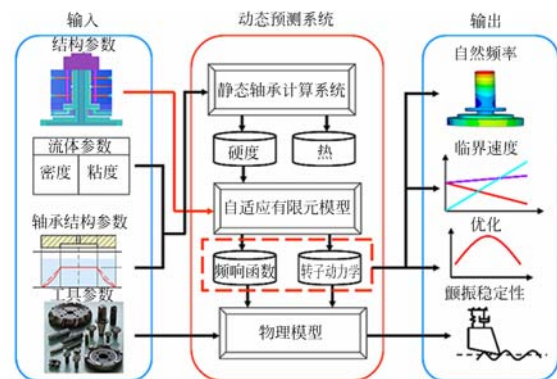 输入
动态预测系统
输出
结构参数
流体参数
密度
粘度
轴承结构参数
工具参数
静态轴承计算系统
硬度
热
自适应有限元模型
频响函数
转子动力学
物理模型
自然频率
临界速度
优化
颤振稳定性